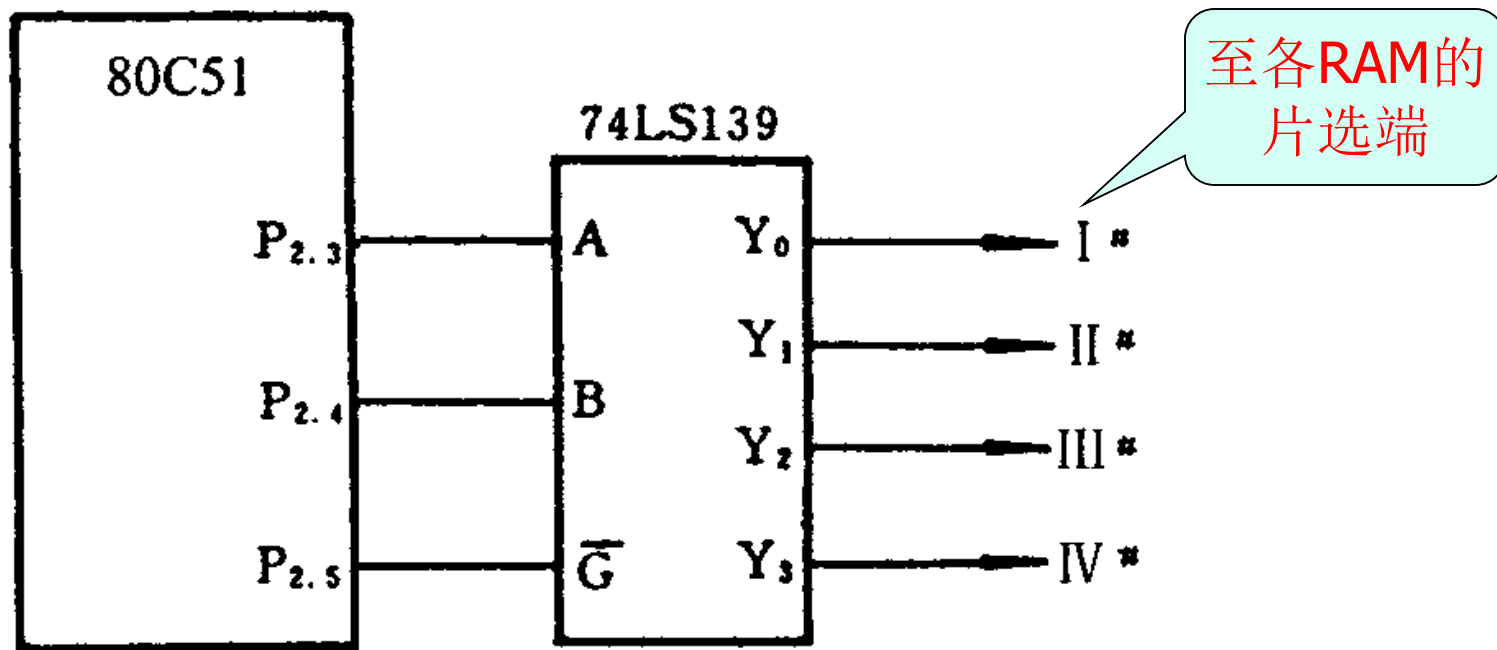 80C51
74LS139
至各RAM的
片选端
P₂.₃
A
Y₀
I #
Y₁
II #
P₂.₄
B
Y₂
III #
P₂.₅
G̅
Y₃
IV #